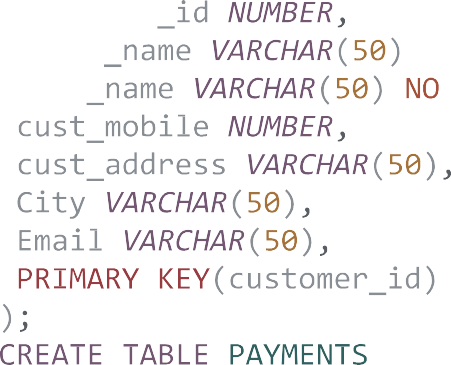 _id NUMBER,
_name VARCHAR(50)
_name VARCHAR(50) NO
cust_mobile NUMBER,
cust_address VARCHAR(50),
City VARCHAR(50),
Email VARCHAR(50),
PRIMARY KEY(customer_id)
);
CREATE TABLE PAYMENTS